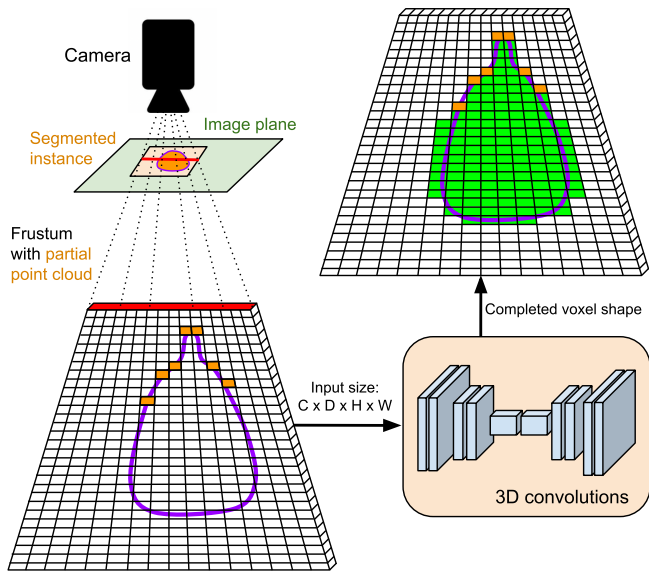 Camera
Segmented
instance
Image plane
Frustum
with partial
point cloud
Input size:
C x D x H x W
Completed voxel shape
3D convolutions